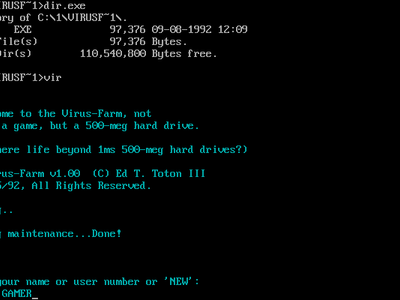 IRUSF~1>dir.exe
ory of C:\1\VIRUSF~1\.
EXE 97,376 09-08-1992 12:09
File(s) 97,376 Bytes.
Dir(s) 110,540,800 Bytes free.
IRUSF~1>vir
ome to the Virus-Farm, not
a game, but a 500-meg hard drive.
here life beyond 1ms 500-meg hard drives?)
rus-Farm v1.00 (C) Ed T. Toton III
/92, All Rights Reserved.
g..
g maintenance...Done!
your name or user number or 'NEW':
GAMER_